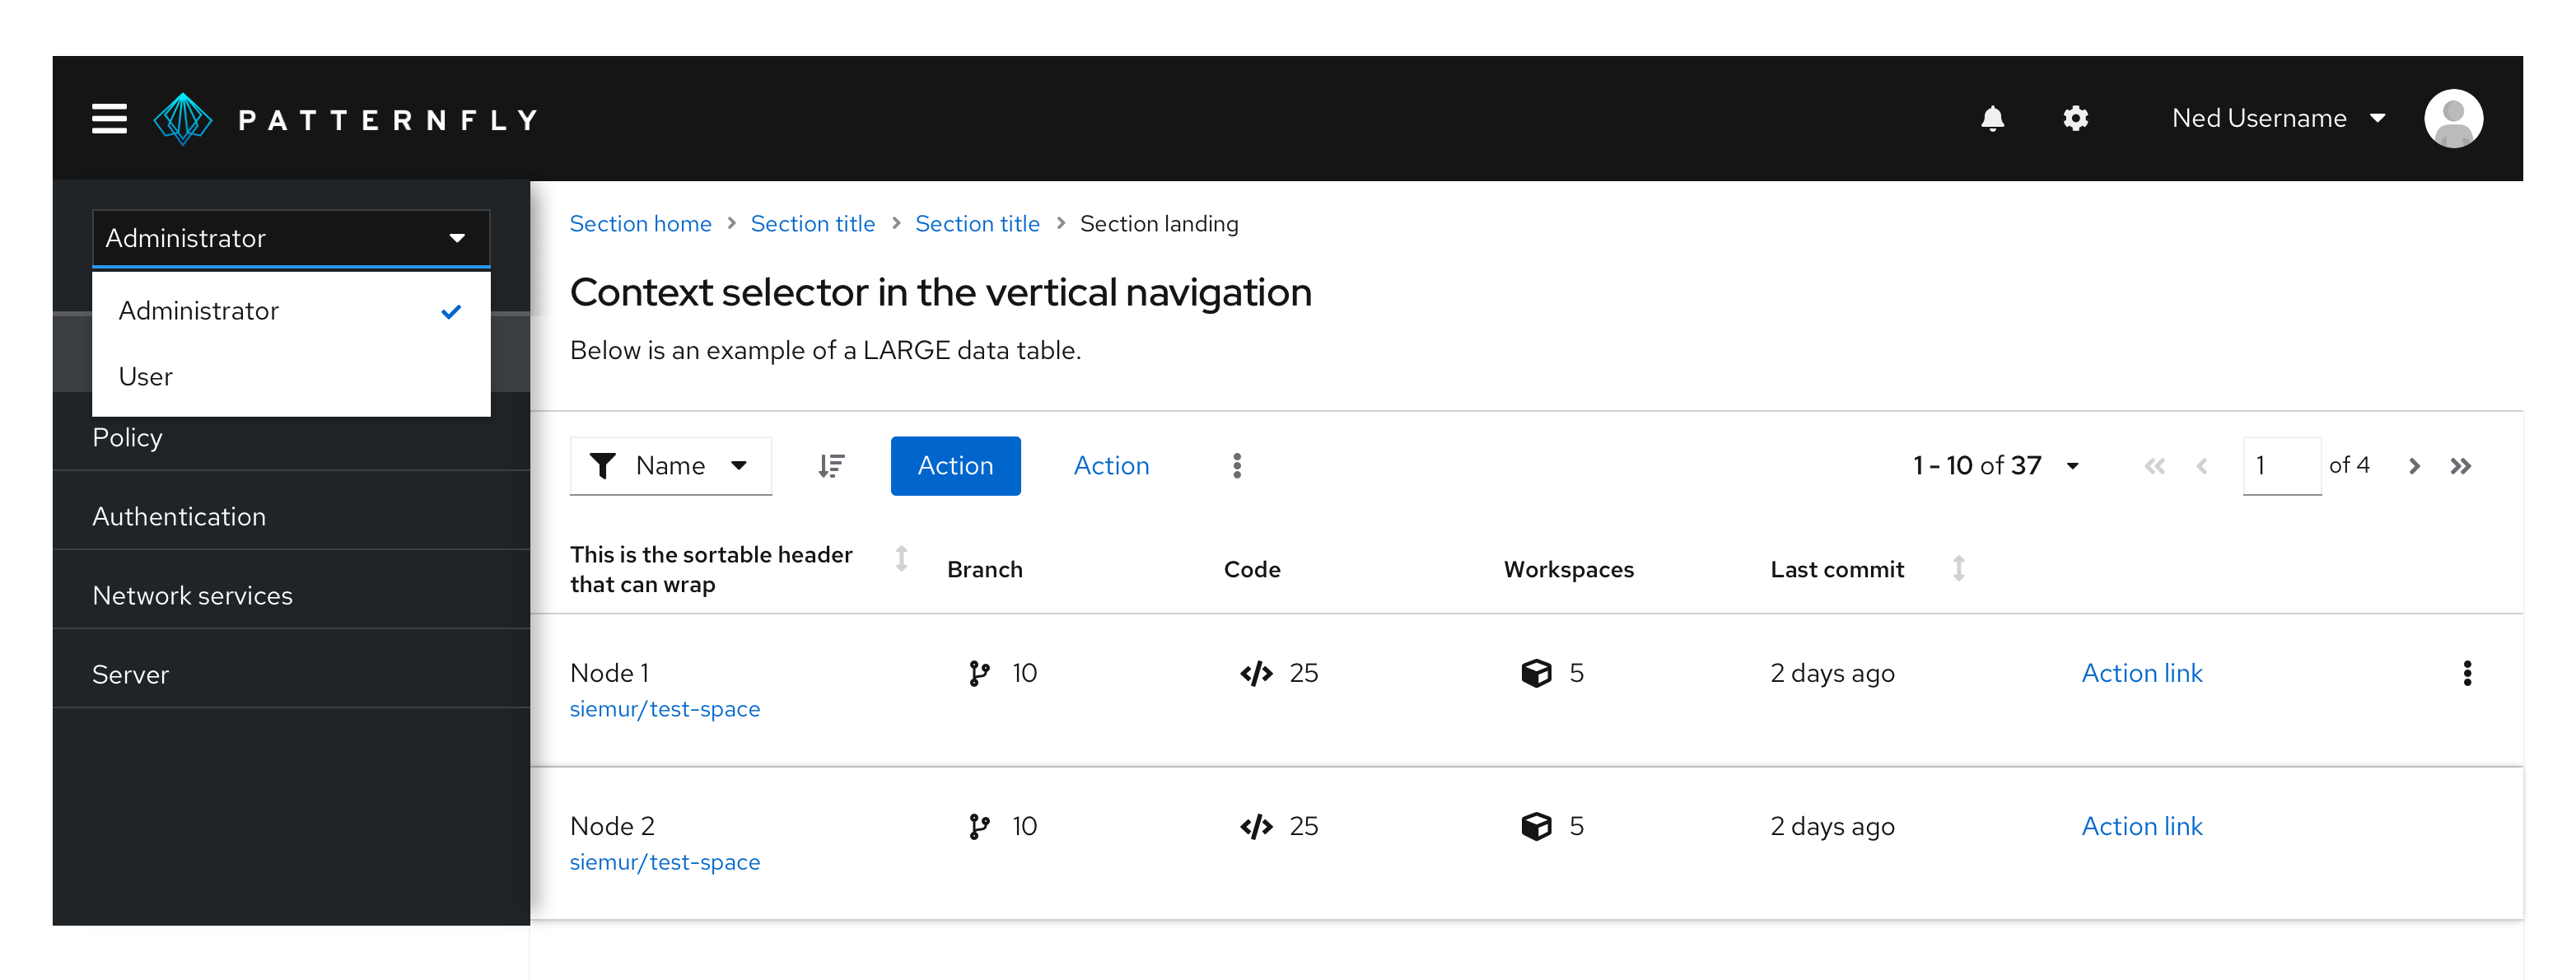 PATTERNFLY
Ned Username
Administrator
Administrator
User
Policy
Authentication
Network services
Server
Section home > Section title > Section title > Section landing
Context selector in the vertical navigation
Below is an example of a LARGE data table.
Name
Action
Action
1 - 10 of 37
1 of 4
This is the sortable header
that can wrap
Branch
Code
Workspaces
Last commit
Node 1
siemur/test-space
10
25
5
2 days ago
Action link
Node 2
siemur/test-space
10
25
5
2 days ago
Action link